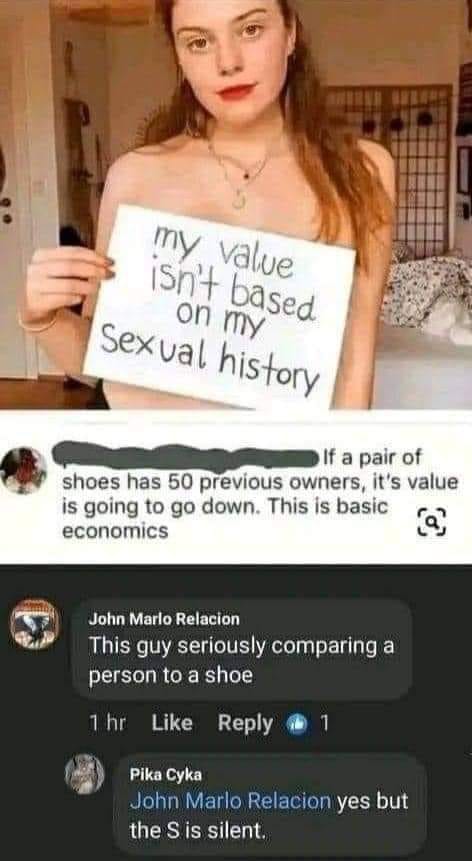 my value
isn't based
on my
Sexual history
If a pair of
shoes has 50 previous owners, it's value
is going to go down. This is basic
economics
John Marlo Relacion
This guy seriously comparing a
person to a shoe
1 hr Like Reply 1
Pika Cyka
John Marlo Relacion yes but
the S is silent.